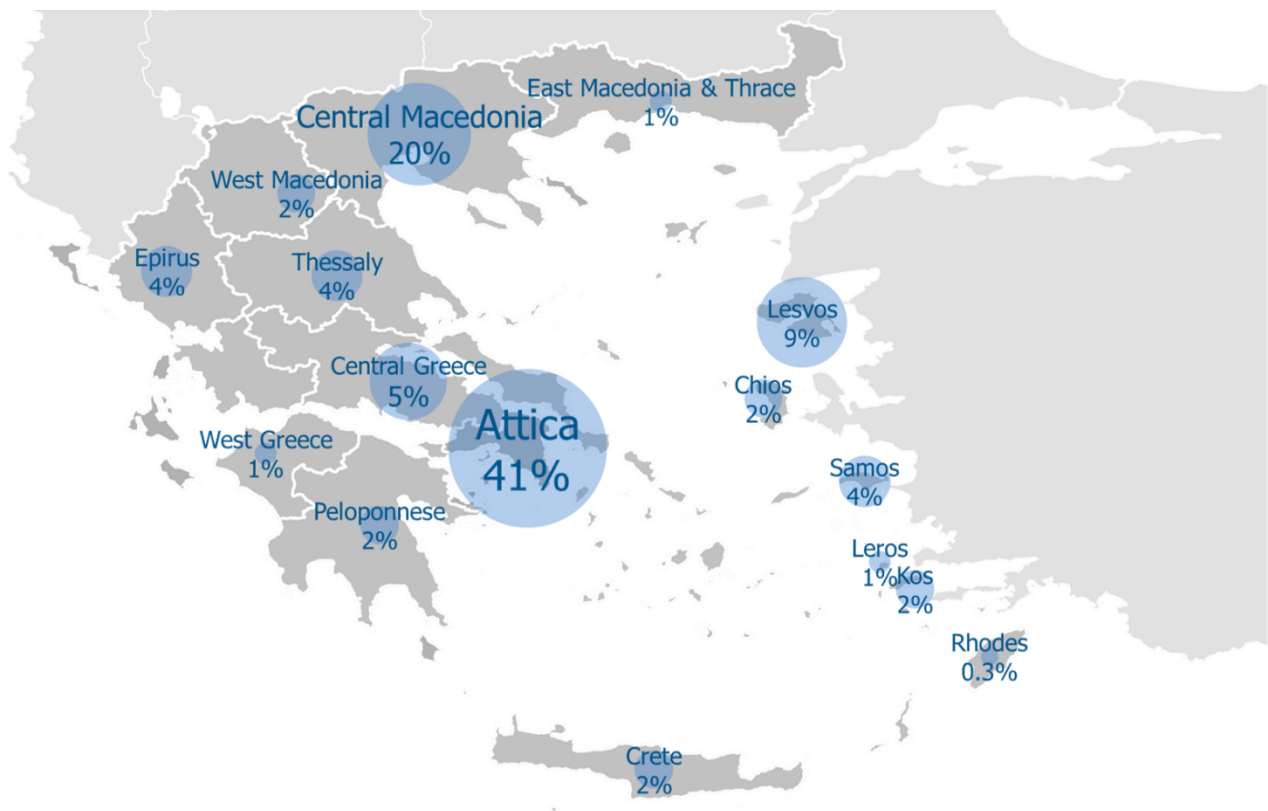 East Macedonia & Thrace
1%
Central Macedonia
20%
West Macedonia
2%
Epirus
4%
Thessaly
4%
Lesvos
9%
Central Greece
5%
Chios
2%
Attica
41%
West Greece
1%
Samos
4%
Peloponnese
2%
Leros
1%
Kos
2%
Rhodes
0.3%
Crete
2%